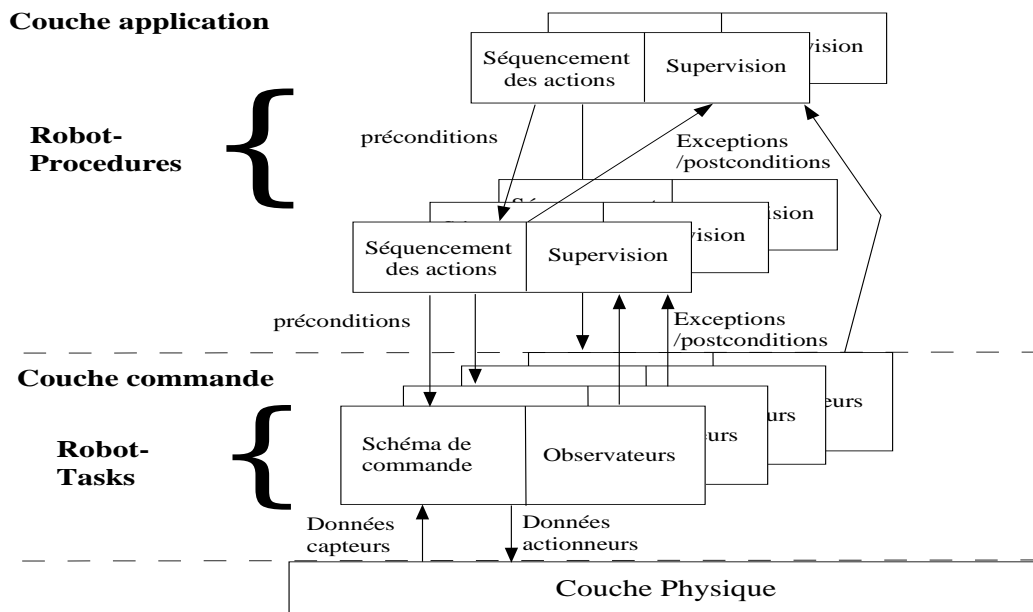 Couche application
Séquencement
des actions
Supervision
vision
Robot-
Procedures
préconditions
Exceptions
/postconditions
vision
Séquencement
des actions
Supervision
vision
préconditions
Exceptions
/postconditions
Couche commande
Robot-
Tasks
Schéma de
commande
Observateurs
eurs
urs
eurs
Données
capteurs
Données
actionneurs
Couche Physique